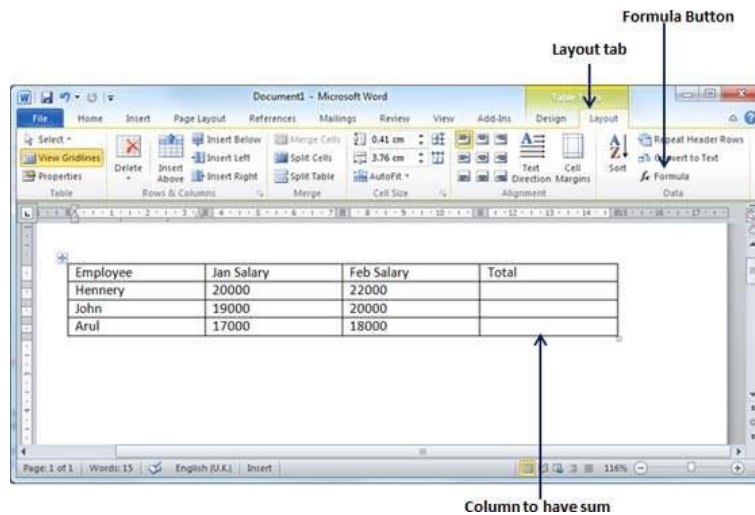 Formula Button
Layout tab
Document1 - Microsoft Word
File Home Insert Page Layout References Mailings Review View Add-Ins Design Layout
Select
Merge Cells
0.41 cm
Repeat Header Rows
View Gridlines
Delete
Insert Above
Insert Below
Insert Left
Split Cells
3.76 cm
Text Direction
Cell Margins
Sort
Convert to Text
Properties
Insert Right
Split Table
AutoFit
Formula
Table Rows & Columns Merge Cell Size Alignment Data
Employee Jan Salary Feb Salary Total
Hennery 20000 22000
John 19000 20000
Arul 17000 18000
Page: 1 of 1 Words: 15 English (U.K.) Insert 116%
Column to have sum